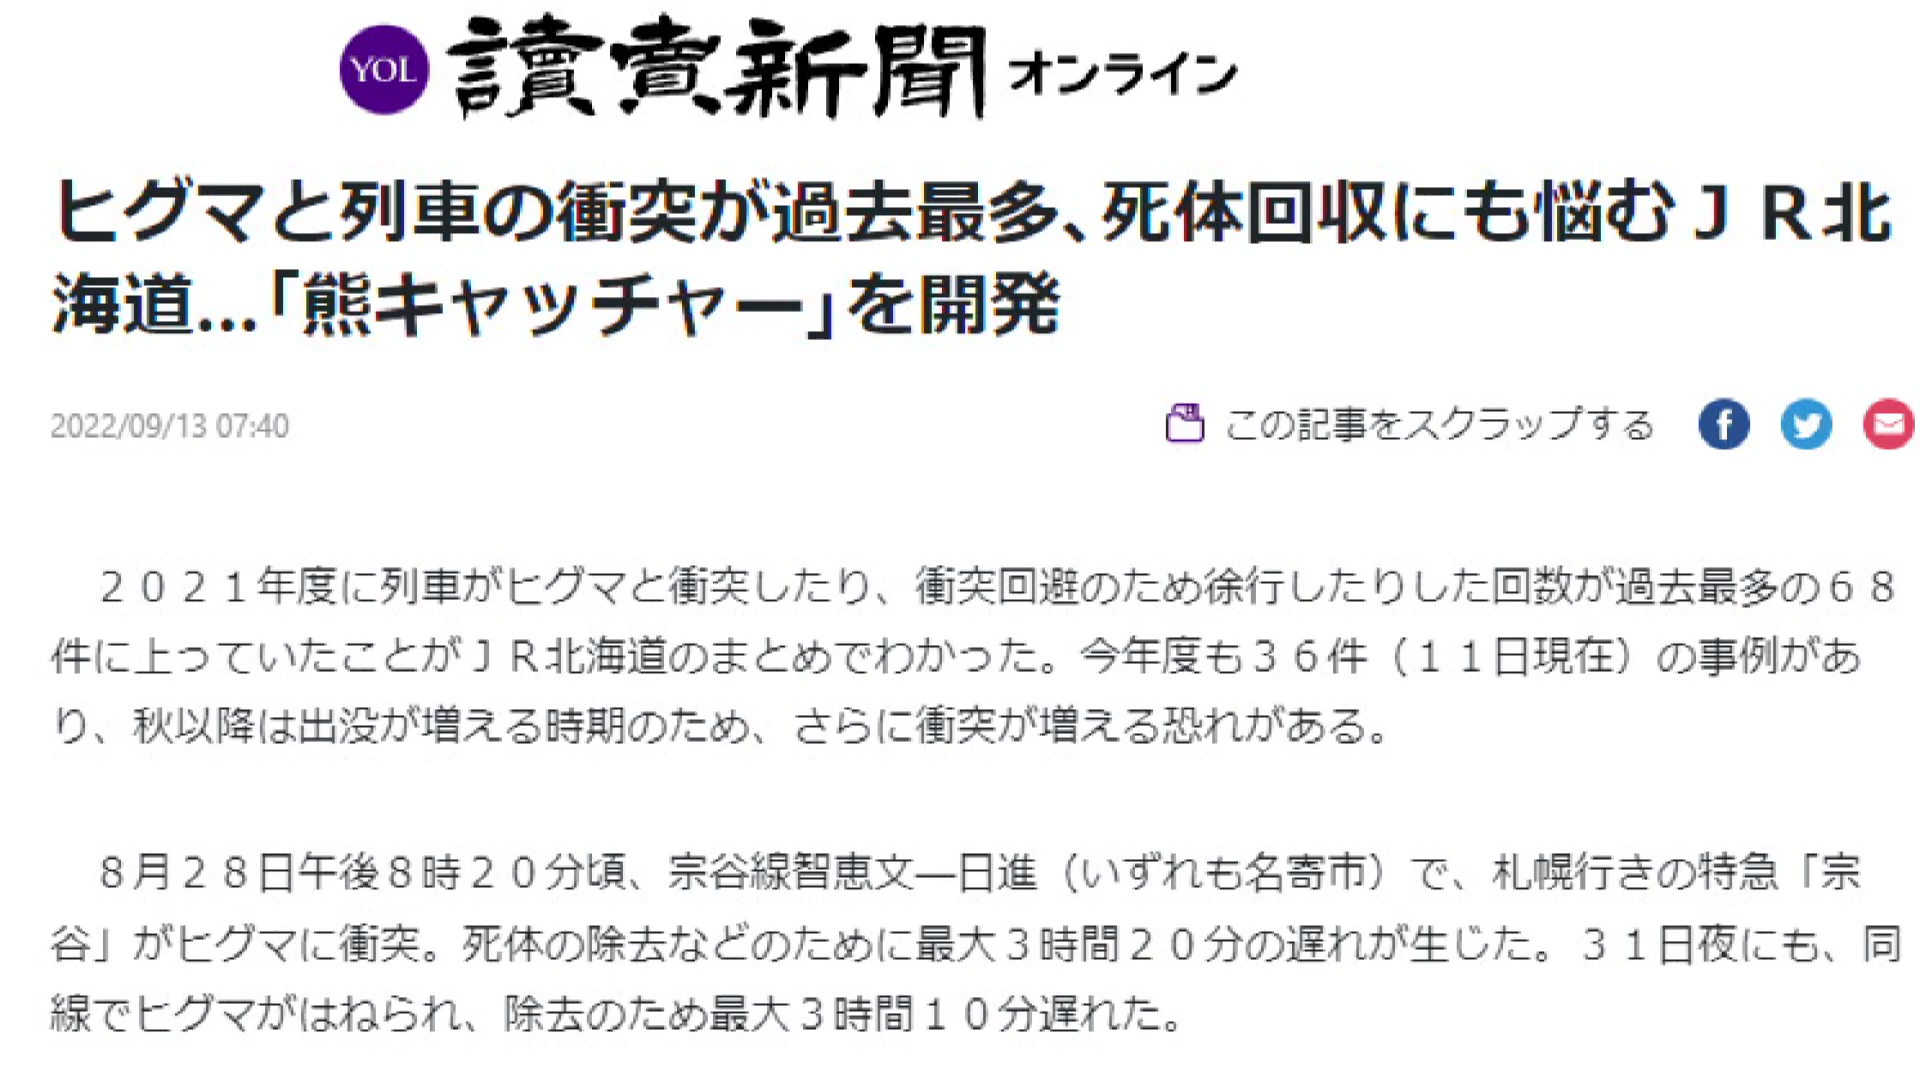 YOL 讀賣新聞 オンライン
ヒグマと列車の衝突が過去最多、死体回収にも悩むＪＲ北
海道…「熊キャッチャー」を開発
2022/09/13 07:40
この記事をスクラップする
　２０２１年度に列車がヒグマと衝突したり、衝突回避のため徐行したりした回数が過去最多の６８
件に上っていたことがＪＲ北海道のまとめでわかった。今年度も３６件（１１日現在）の事例があ
り、秋以降は出没が増える時期のため、さらに衝突が増える恐れがある。
　８月２８日午後８時２０分頃、宗谷線智恵文―日進（いずれも名寄市）で、札幌行きの特急「宗
谷」がヒグマに衝突。死体の除去などのために最大３時間２０分の遅れが生じた。３１日夜にも、同
線でヒグマがはねられ、除去のため最大３時間１０分遅れた。